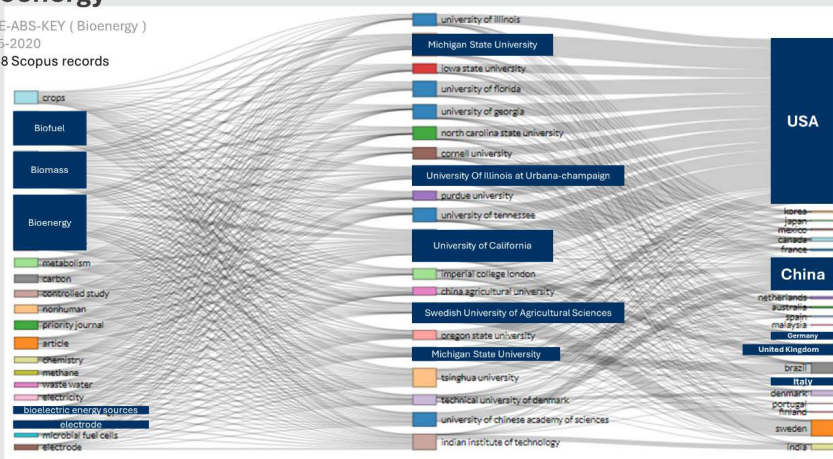 E-ABS-KEY ( Bioenergy )
5-2020
8 Scopus records
crops
Biofuel
Biomass
Bioenergy
metabolism
carbon
controlled study
nonhuman
priority journal
article
chemistry
methane
waste water
electricity
bioelectric energy sources
electrode
microbial fuel cells
electrode
university of illinois
Michigan State University
iowa state university
university of florida
university of georgia
north carolina state university
cornell university
University Of Illinois at Urbana-champaign
purdue university
university of tennessee
University of California
imperial college london
china agricultural university
Swedish University of Agricultural Sciences
oregon state university
Michigan State University
tsinghua university
technical university of denmark
university of chinese academy of sciences
indian institute of technology
USA
korea
japan
mexico
canada
france
China
netherlands
australia
spain
malaysia
Germany
United Kingdom
brazil
Italy
denmark
portugal
finland
sweden
india